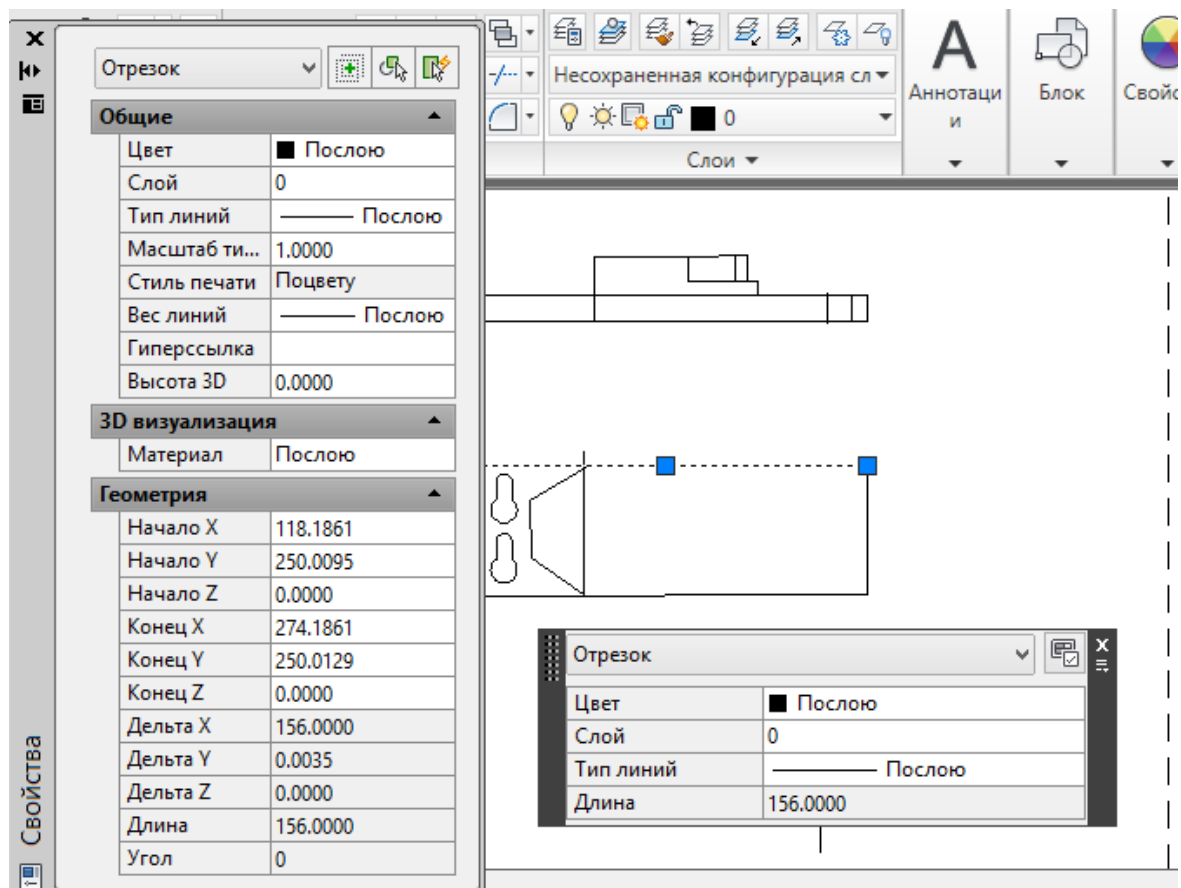 Отрезок
Общие
Цвет Послою
Слой 0
Тип линий Послою
Масштаб ти... 1.0000
Стиль печати Поцвету
Вес линий Послою
Гиперссылка
Высота 3D 0.0000
3D визуализация
Материал Послою
Геометрия
Начало X 118.1861
Начало Y 250.0095
Начало Z 0.0000
Конец X 274.1861
Конец Y 250.0129
Конец Z 0.0000
Дельта X 156.0000
Дельта Y 0.0035
Дельта Z 0.0000
Длина 156.0000
Угол 0
Свойства
Несохраненная конфигурация сл
0
Слои
A
Аннотаци
и
Блок
Свойс
Отрезок
Цвет Послою
Слой 0
Тип линий Послою
Длина 156.0000